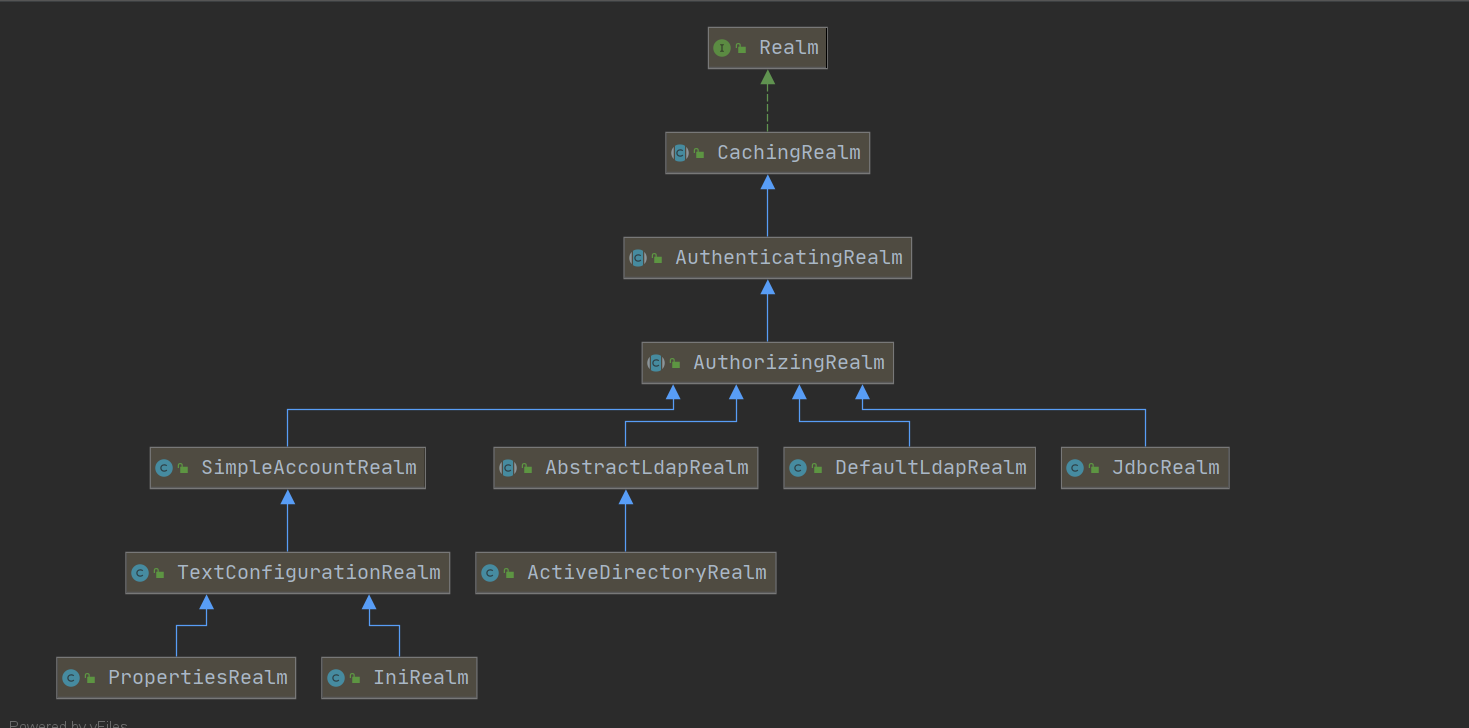 Realm
CachingRealm
AuthenticatingRealm
AuthorizingRealm
SimpleAccountRealm
AbstractLdapRealm
DefaultLdapRealm
JdbcRealm
TextConfigurationRealm
ActiveDirectoryRealm
PropertiesRealm
IniRealm
Powered by yFiles